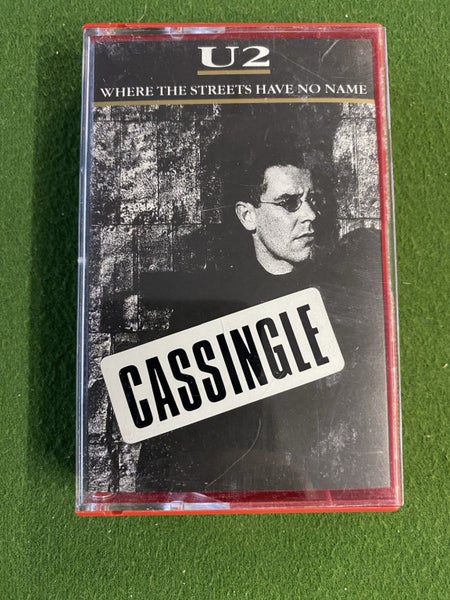 U2
WHERE THE STREETS HAVE NO NAME
CASSINGLE